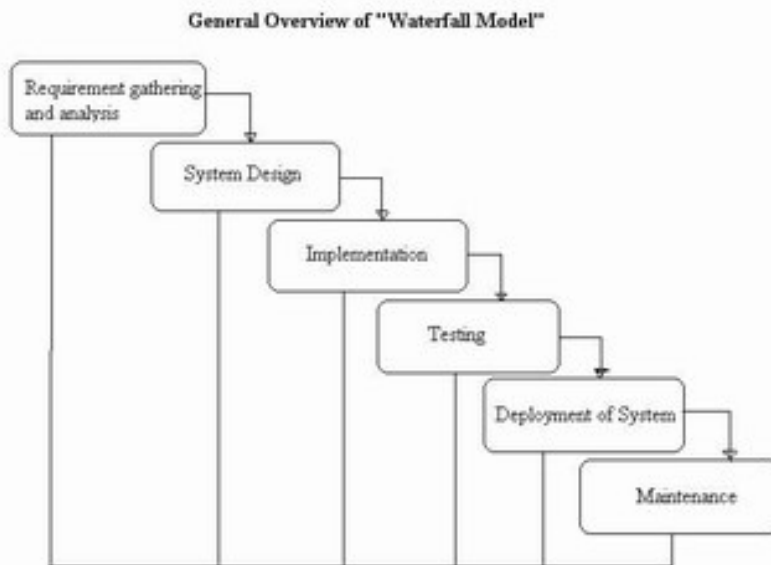 General Overview of "Waterfall Model"
Requirement gathering
and analysis
System Design
Implementation
Testing
Deployment of System
Maintenance